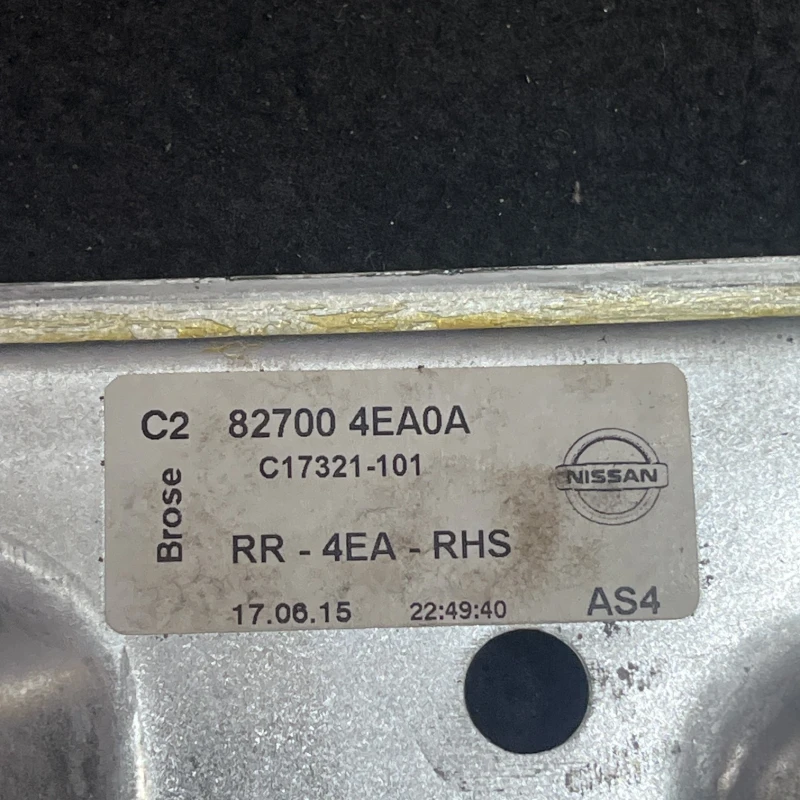 C2 82700 4EA0A
Brose
C17321-101
NISSAN
RR - 4EA - RHS
17.06.15 22:49:40 AS4